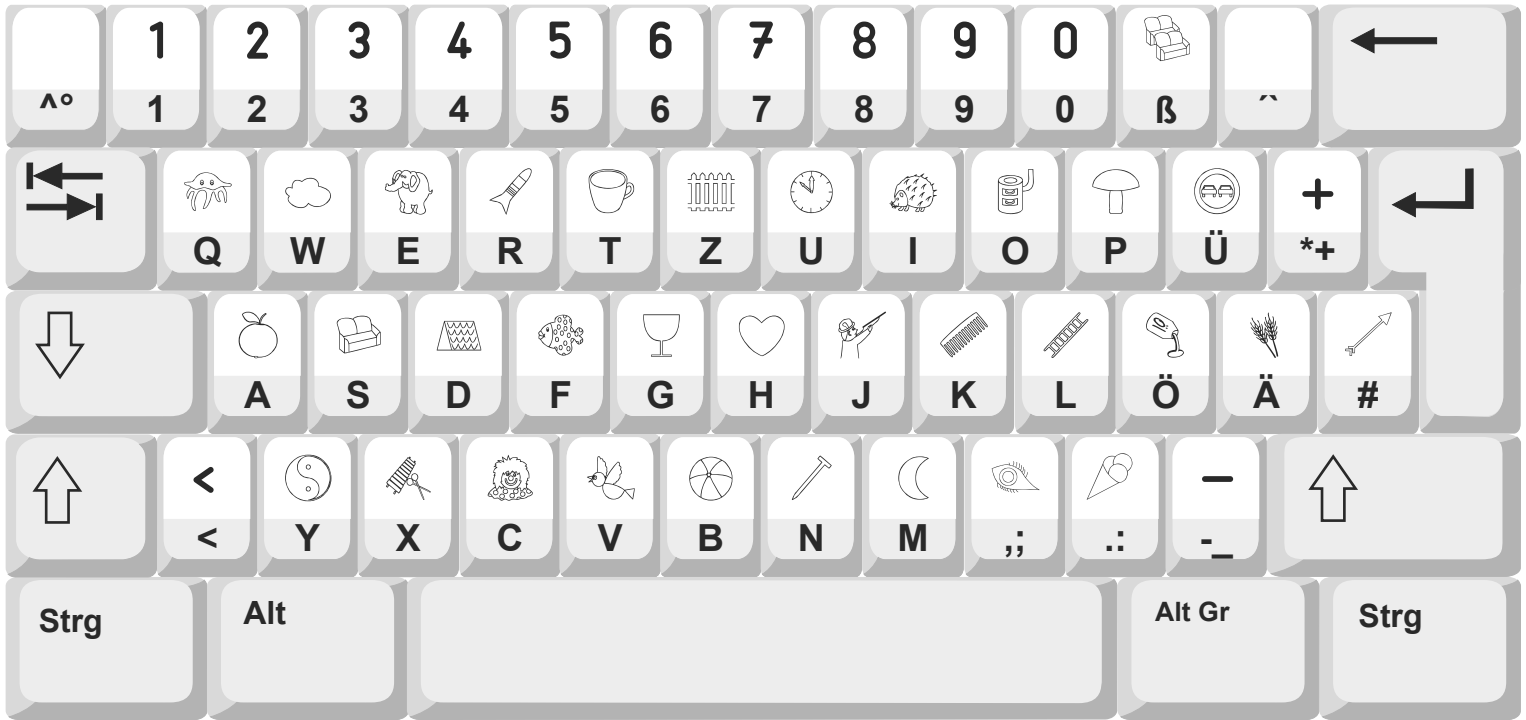 1 2 3 4 5 6 7 8 9 0
^° 1 2 3 4 5 6 7 8 9 0 ß ^
+
Q W E R T Z U I O P Ü *+
A S D F G H J K L Ö Ä #
< –
< Y X C V B N M ,; .: -_
Strg Alt Alt Gr Strg